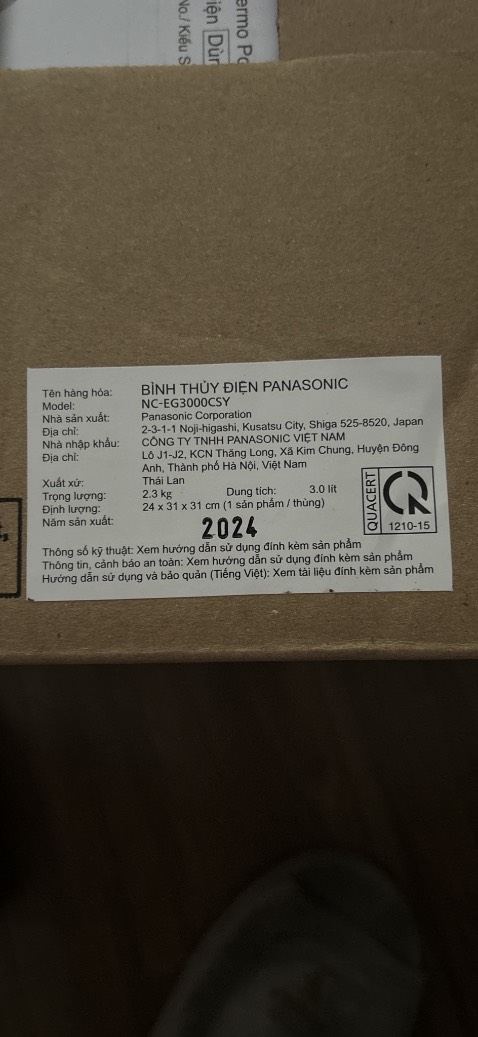 ermo Po
iện Dùn
No./ Kiểu S
Tên hàng hóa: BÌNH THỦY ĐIỆN PANASONIC
Model: NC-EG3000CSY
Nhà sản xuất: Panasonic Corporation
Địa chỉ: 2-3-1-1 Noji-higashi, Kusatsu City, Shiga 525-8520, Japan
Nhà nhập khẩu: CÔNG TY TNHH PANASONIC VIỆT NAM
Địa chỉ: Lô J1-J2, KCN Thăng Long, Xã Kim Chung, Huyện Đông
Anh, Thành phố Hà Nội, Việt Nam
Xuất xứ: Thái Lan
Trọng lượng: 2.3 kg Dung tích: 3.0 lít
Định lượng: 24 x 31 x 31 cm (1 sản phẩm / thùng)
Năm sản xuất: 2024
QUACERT
1210-15
Thông số kỹ thuật: Xem hướng dẫn sử dụng đính kèm sản phẩm
Thông tin, cảnh báo an toàn: Xem hướng dẫn sử dụng đính kèm sản phẩm
Hướng dẫn sử dụng và bảo quản (Tiếng Việt): Xem tài liệu đính kèm sản phẩm